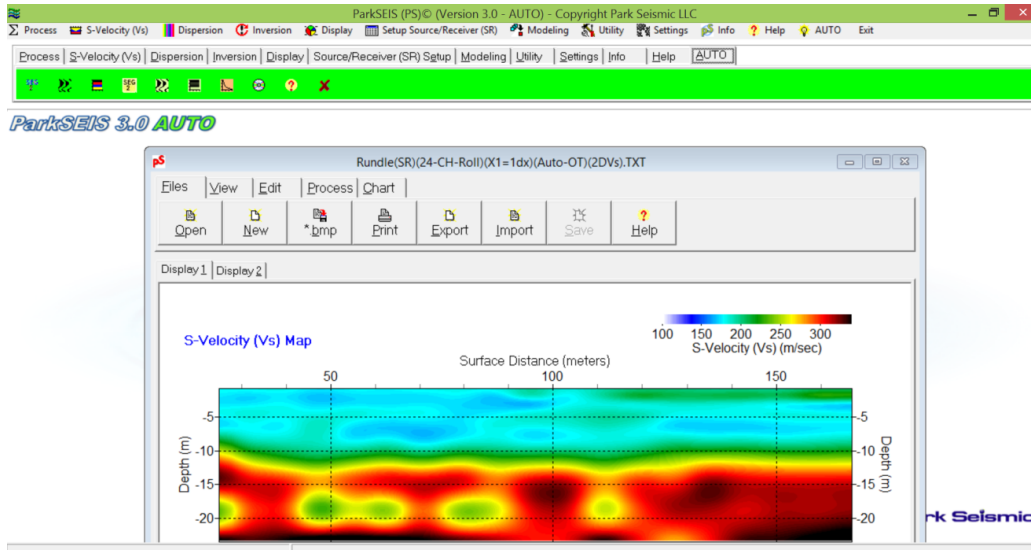 ParkSEIS (PS)© (Version 3.0 - AUTO) - Copyright Park Seismic LLC
Process S-Velocity (Vs) Dispersion Inversion Display Setup Source/Receiver (SR) Modeling Utility Settings Info Help AUTO Exit
Process S-Velocity (Vs) Dispersion Inversion Display Source/Receiver (SR) Setup Modeling Utility Settings Info Help AUTO
ParkSEIS 3.0 AUTO
pS Rundle(SR)(24-CH-Roll)(X1=1dx)(Auto-OT)(2DVs).TXT
Files View Edit Process Chart
Open New *.bmp Print Export Import Save Help
Display 1 Display 2
S-Velocity (Vs) Map
100 150 200 250 300
S-Velocity (Vs) (m/sec)
Surface Distance (meters)
50 100 150
-5 -5
-10 -10
-15 -15
-20 -20
Depth (m)
Depth (m)
rk Seismic